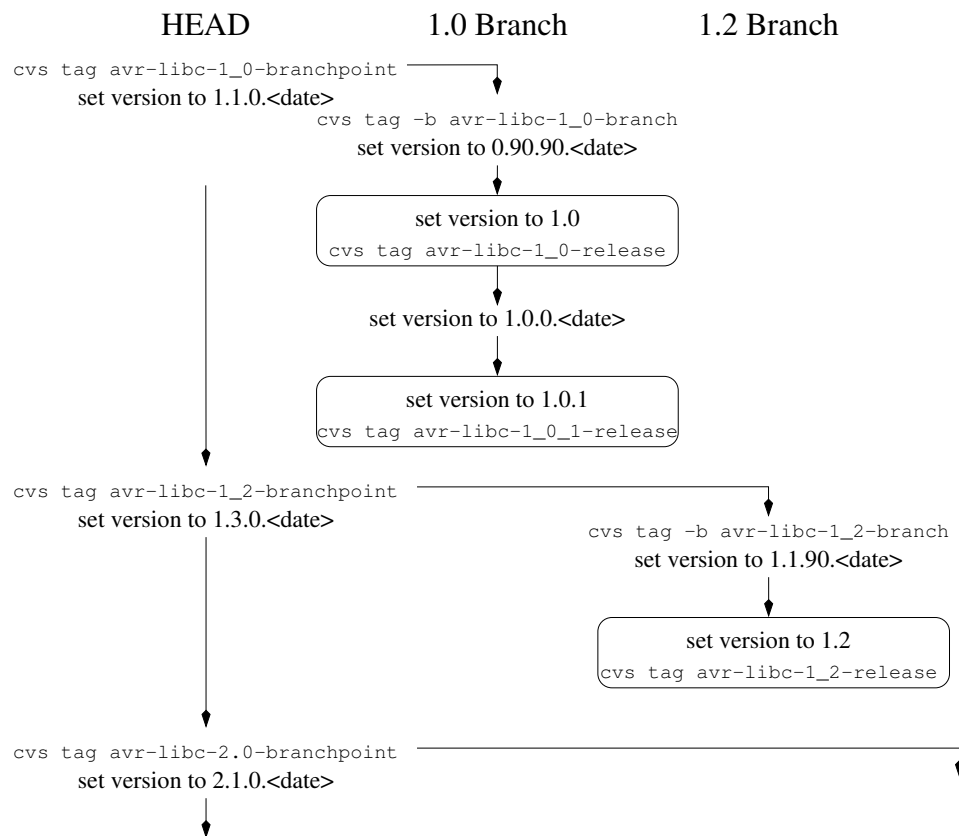 HEAD 1.0 Branch 1.2 Branch
cvs tag avr-libc-1_0-branchpoint
set version to 1.1.0.<date>
cvs tag -b avr-libc-1_0-branch
set version to 0.90.90.<date>
set version to 1.0
cvs tag avr-libc-1_0-release
set version to 1.0.0.<date>
set version to 1.0.1
cvs tag avr-libc-1_0_1-release
cvs tag avr-libc-1_2-branchpoint
set version to 1.3.0.<date>
cvs tag -b avr-libc-1_2-branch
set version to 1.1.90.<date>
set version to 1.2
cvs tag avr-libc-1_2-release
cvs tag avr-libc-2.0-branchpoint
set version to 2.1.0.<date>